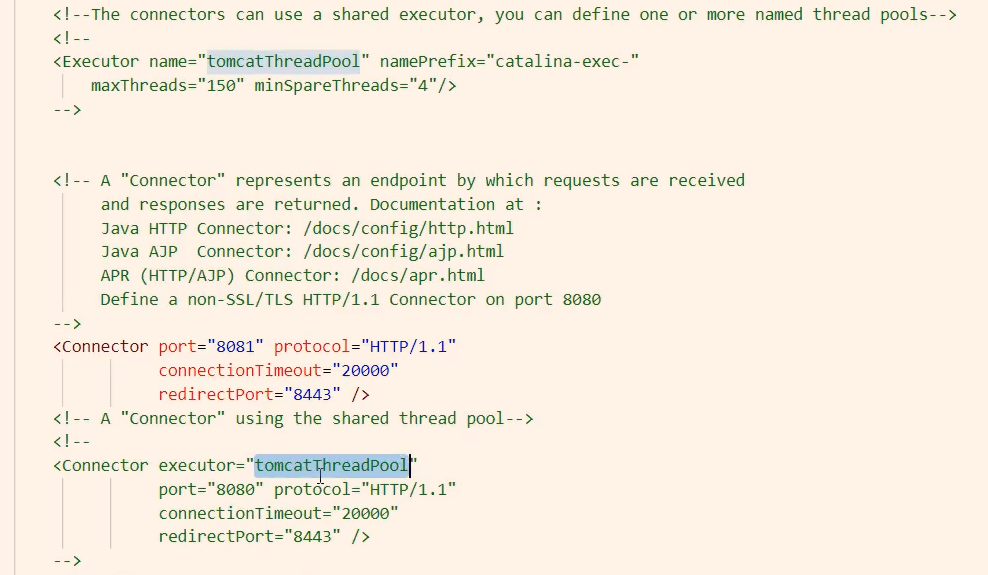 <!--The connectors can use a shared executor, you can define one or more named thread pools-->
<!--
<Executor name="tomcatThreadPool" namePrefix="catalina-exec-"
maxThreads="150" minSpareThreads="4"/>
-->
<!-- A "Connector" represents an endpoint by which requests are received
and responses are returned. Documentation at :
Java HTTP Connector: /docs/config/http.html
Java AJP  Connector: /docs/config/ajp.html
APR (HTTP/AJP) Connector: /docs/apr.html
Define a non-SSL/TLS HTTP/1.1 Connector on port 8080
-->
<Connector port="8081" protocol="HTTP/1.1"
connectionTimeout="20000"
redirectPort="8443" />
<!-- A "Connector" using the shared thread pool-->
<!--
<Connector executor="tomcatThreadPool"
port="8080" protocol="HTTP/1.1"
connectionTimeout="20000"
redirectPort="8443" />
-->